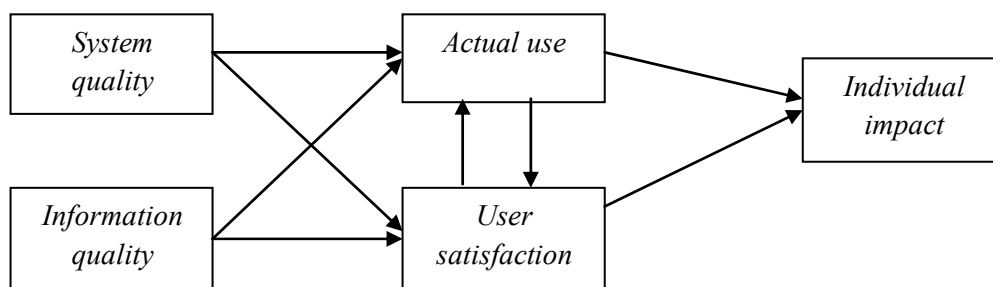 System
quality
Actual use
Individual
impact
Information
quality
User
satisfaction